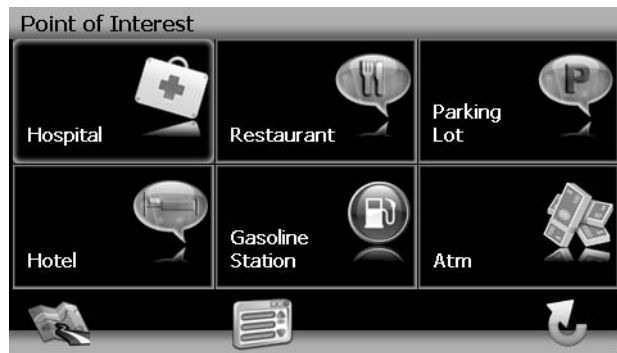 Point of Interest
Hospital
Restaurant
Parking
Lot
P
Hotel
Gasoline
Station
Atm